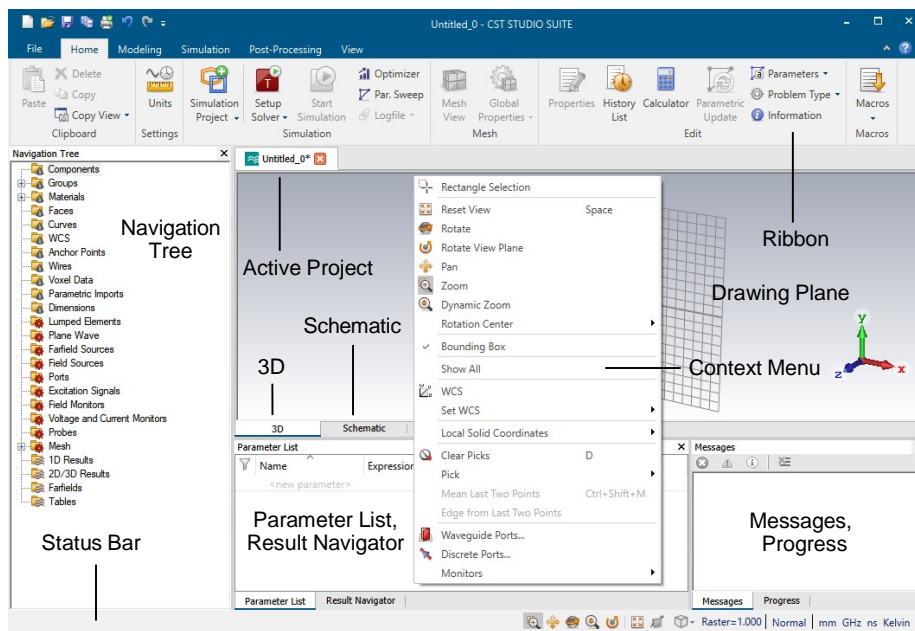 Untitled_0 - CST STUDIO SUITE
File Home Modeling Simulation Post-Processing View
Paste
Delete
Copy
Copy View
Clipboard
Units
Settings
Simulation Project
Setup Solver
Start Simulation
Optimizer
Par. Sweep
Logfile
Simulation
Mesh View
Global Properties
Mesh
Properties
History List
Calculator
Parametric Update
Parameters
Problem Type
Information
Edit
Macros
Macros
Navigation Tree
Components
Groups
Materials
Faces
Curves
WCS
Anchor Points
Wires
Voxel Data
Parametric Imports
Dimensions
Lumped Elements
Plane Wave
Farfield Sources
Field Sources
Ports
Excitation Signals
Field Monitors
Voltage and Current Monitors
Probes
Mesh
1D Results
2D/3D Results
Farfields
Tables
Navigation
Tree
Status Bar
Untitled_0*
Active Project
Schematic
3D
3D Schematic
Rectangle Selection
Reset View Space
Rotate
Rotate View Plane
Pan
Zoom
Dynamic Zoom
Rotation Center
Bounding Box
Show All
WCS
Set WCS
Local Solid Coordinates
Clear Picks D
Pick
Mean Last Two Points Ctrl+Shift+M
Edge from Last Two Points
Waveguide Ports...
Discrete Ports...
Monitors
Ribbon
Drawing Plane
Context Menu
y
z
x
Parameter List
Name Expression
<new parameter>
Parameter List,
Result Navigator
Parameter List Result Navigator
Messages
Messages,
Progress
Messages Progress
Raster=1.000 Normal mm GHz ns Kelvin